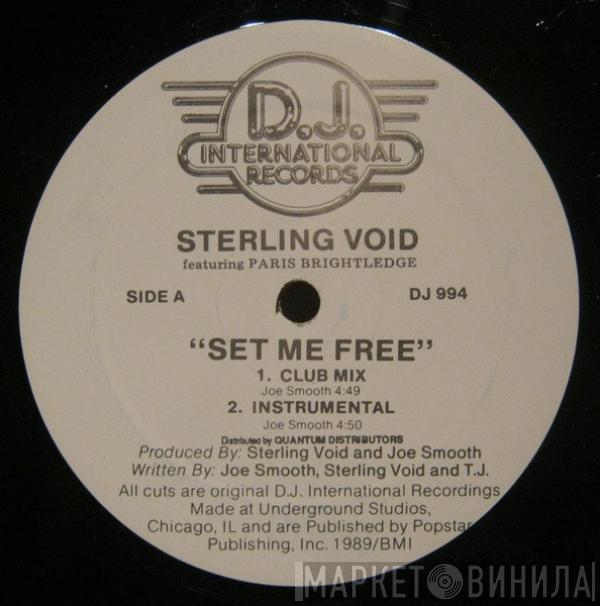 D.J.
INTERNATIONAL
RECORDS
STERLING VOID
featuring PARIS BRIGHTLEDGE
SIDE A
DJ 994
"SET ME FREE"
1. CLUB MIX
Joe Smooth 4:49
2. INSTRUMENTAL
Joe Smooth 4:50
Distributed by QUANTUM DISTRIBUTORS
Produced By: Sterling Void and Joe Smooth
Written By: Joe Smooth, Sterling Void and T.J.
All cuts are original D.J. International Recordings
Made at Underground Studios,
Chicago, IL and are Published by Popstar
Publishing, Inc. 1989/BMI
МАРКЕТ ВИНИЛА